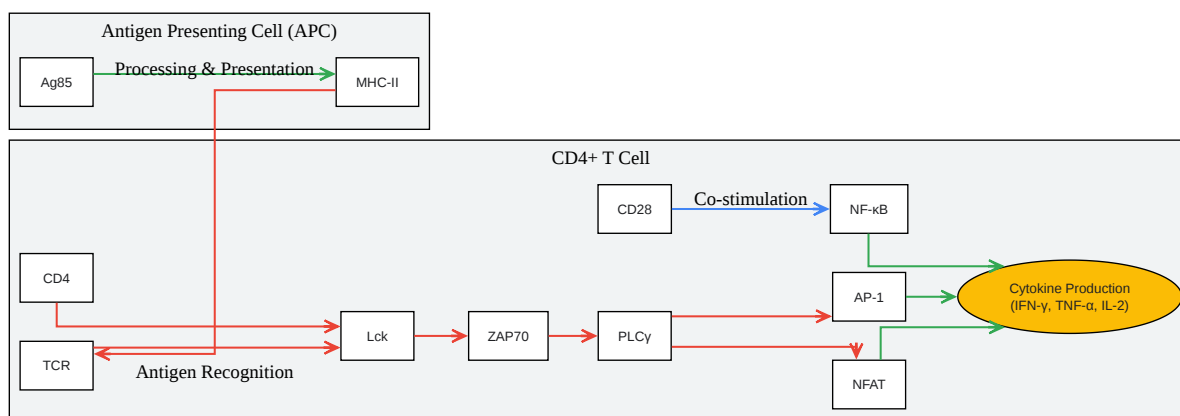 Antigen Presenting Cell (APC)
Ag85
Processing & Presentation
MHC-II
CD4+ T Cell
CD28
Co-stimulation
NF-κB
CD4
AP-1
Cytokine Production
(IFN-γ, TNF-α, IL-2)
Lck
ZAP70
PLCγ
TCR
Antigen Recognition
NFAT